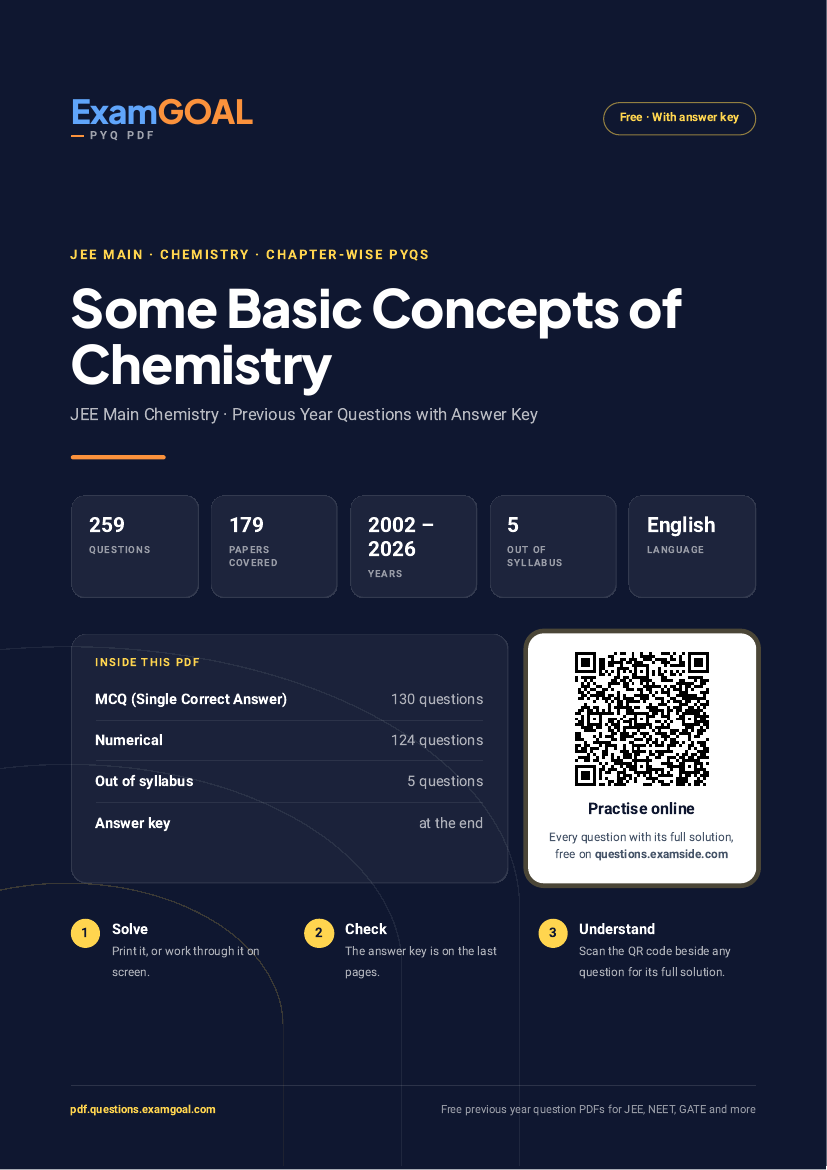 ExamGOAL
PYQ PDF
Free · With answer key
JEE MAIN · CHEMISTRY · CHAPTER-WISE PYQS
Some Basic Concepts of
Chemistry
JEE Main Chemistry · Previous Year Questions with Answer Key
259
QUESTIONS
179
PAPERS
COVERED
2002 –
2026
YEARS
5
OUT OF
SYLLABUS
English
LANGUAGE
INSIDE THIS PDF
MCQ (Single Correct Answer) 130 questions
Numerical 124 questions
Out of syllabus 5 questions
Answer key at the end
Practise online
Every question with its full solution,
free on questions.examside.com
1 Solve
Print it, or work through it on
screen.
2 Check
The answer key is on the last
pages.
3 Understand
Scan the QR code beside any
question for its full solution.
pdf.questions.examgoal.com
Free previous year question PDFs for JEE, NEET, GATE and more